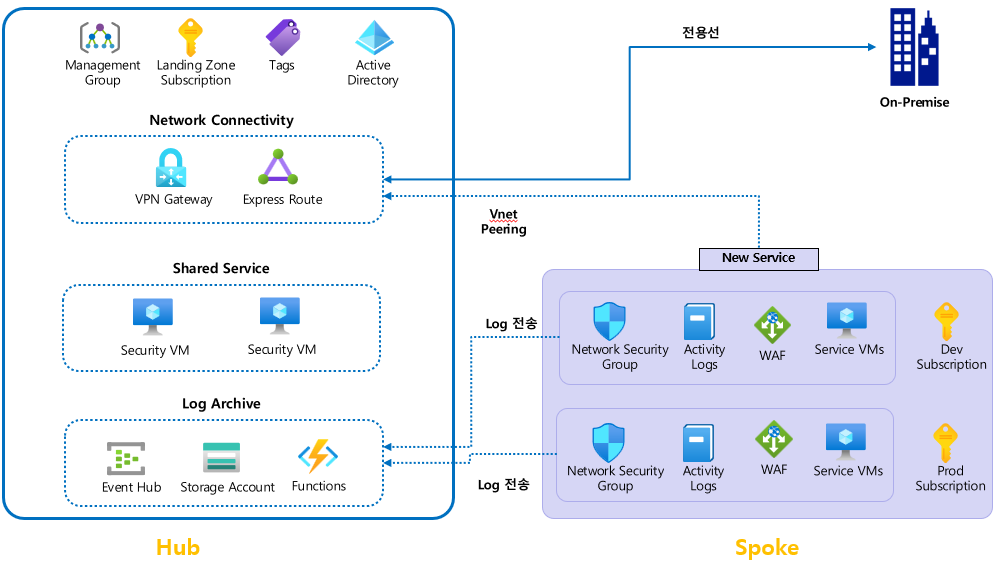 Management
Group
Landing Zone
Subscription
Tags
Active
Directory
전용선
On-Premise
Network Connectivity
VPN Gateway
Express Route
Vnet
Peering
Shared Service
Security VM
Security VM
New Service
Log 전송
Network Security
Group
Activity
Logs
WAF
Service VMs
Dev
Subscription
Log Archive
Event Hub
Storage Account
Functions
Log 전송
Network Security
Group
Activity
Logs
WAF
Service VMs
Prod
Subscription
Hub
Spoke